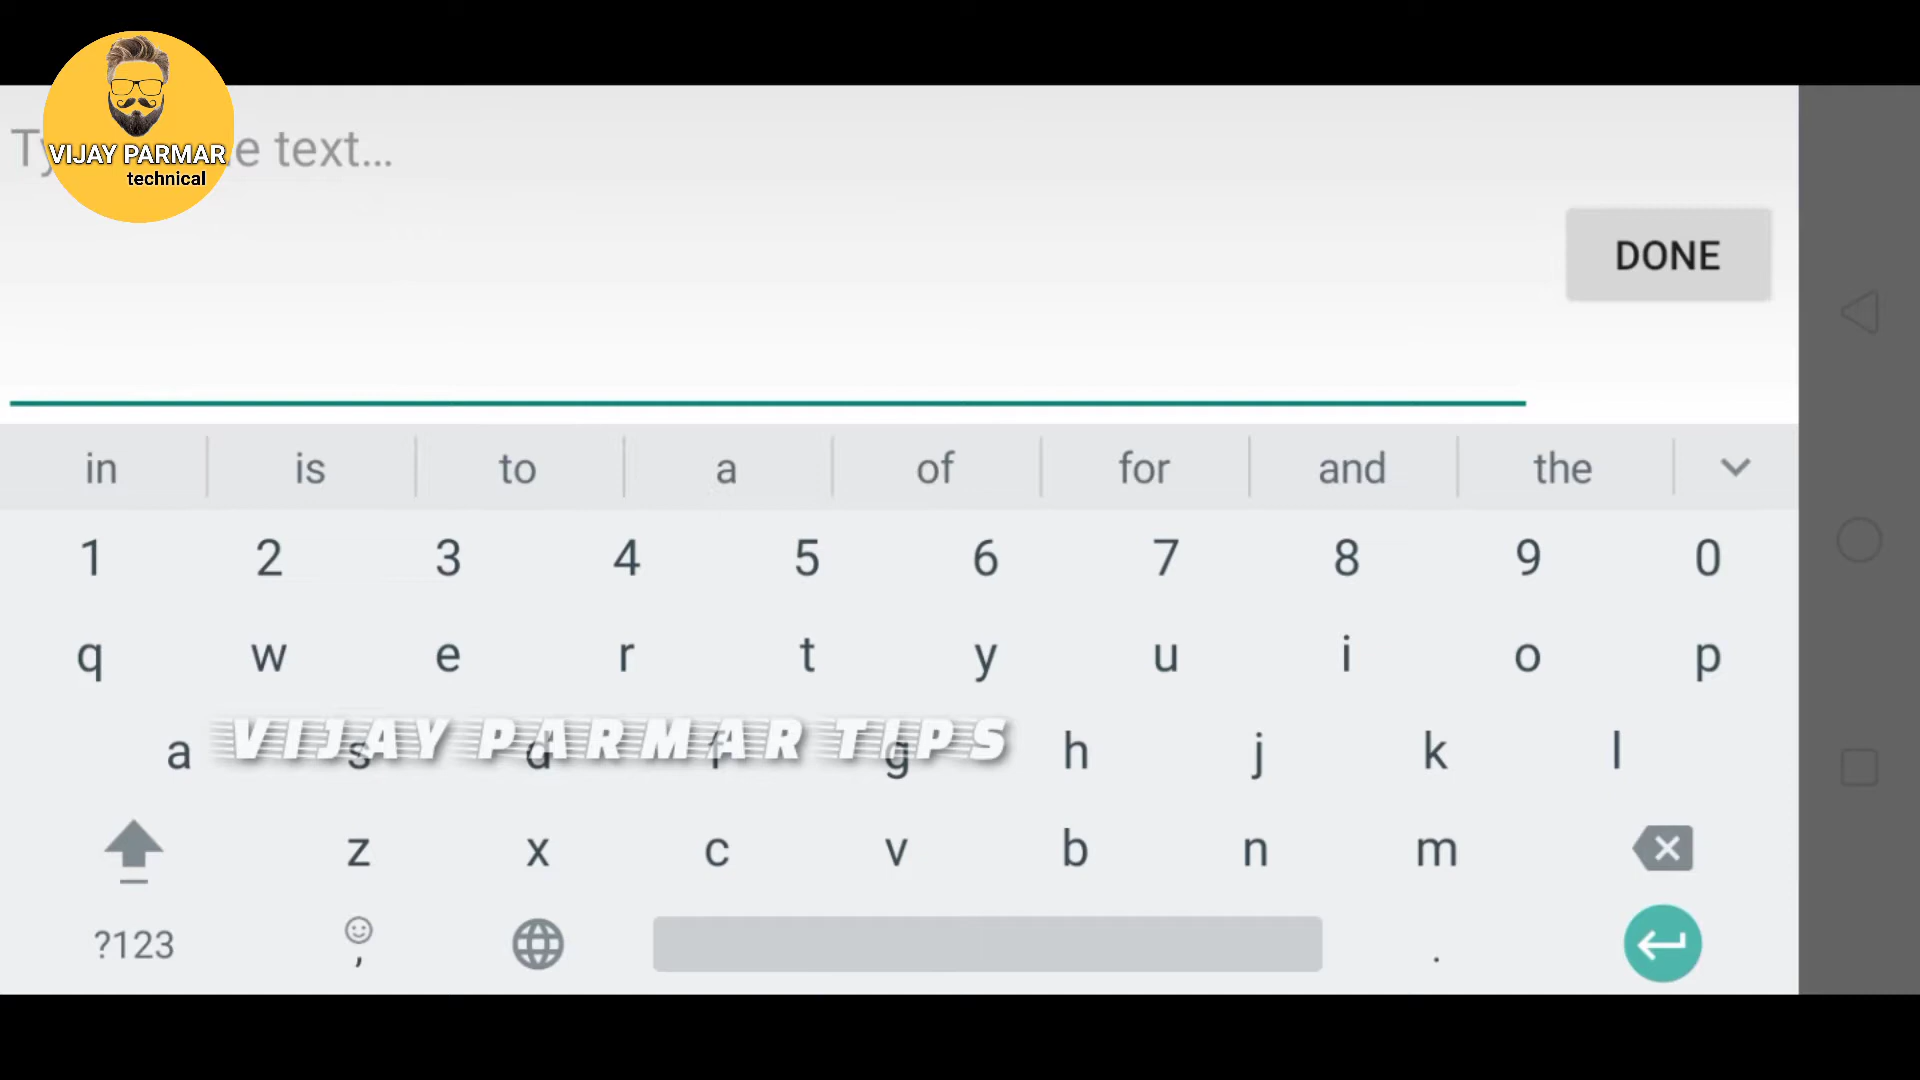 e text...
VIJAY PARMAR
technical
DONE
in is to a of for and the
1 2 3 4 5 6 7 8 9 0
q w e r t y u i o p
a s d f g h j k l
VIJAY PARMAR TIPS
z x c v b n m
?123 , .